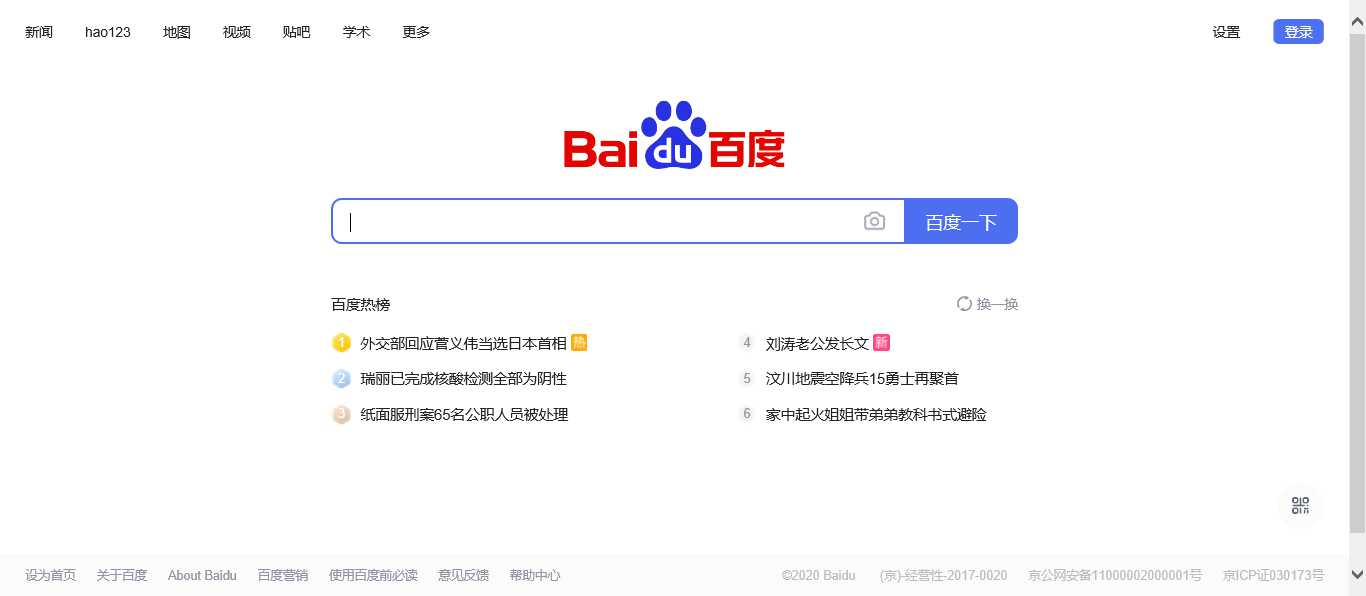 新闻 hao123 地图 视频 贴吧 学术 更多 设置 登录
Bai du 百度
百度一下
百度热榜 换一换
1 外交部回应菅义伟当选日本首相 热
2 瑞丽已完成核酸检测全部为阴性
3 纸面服刑案65名公职人员被处理
4 刘涛老公发长文 新
5 汶川地震空降兵15勇士再聚首
6 家中起火姐姐带弟弟教科书式避险
设为首页 关于百度 About Baidu 百度营销 使用百度前必读 意见反馈 帮助中心 ©2020 Baidu (京)-经营性-2017-0020 京公网安备11000002000001号 京ICP证030173号